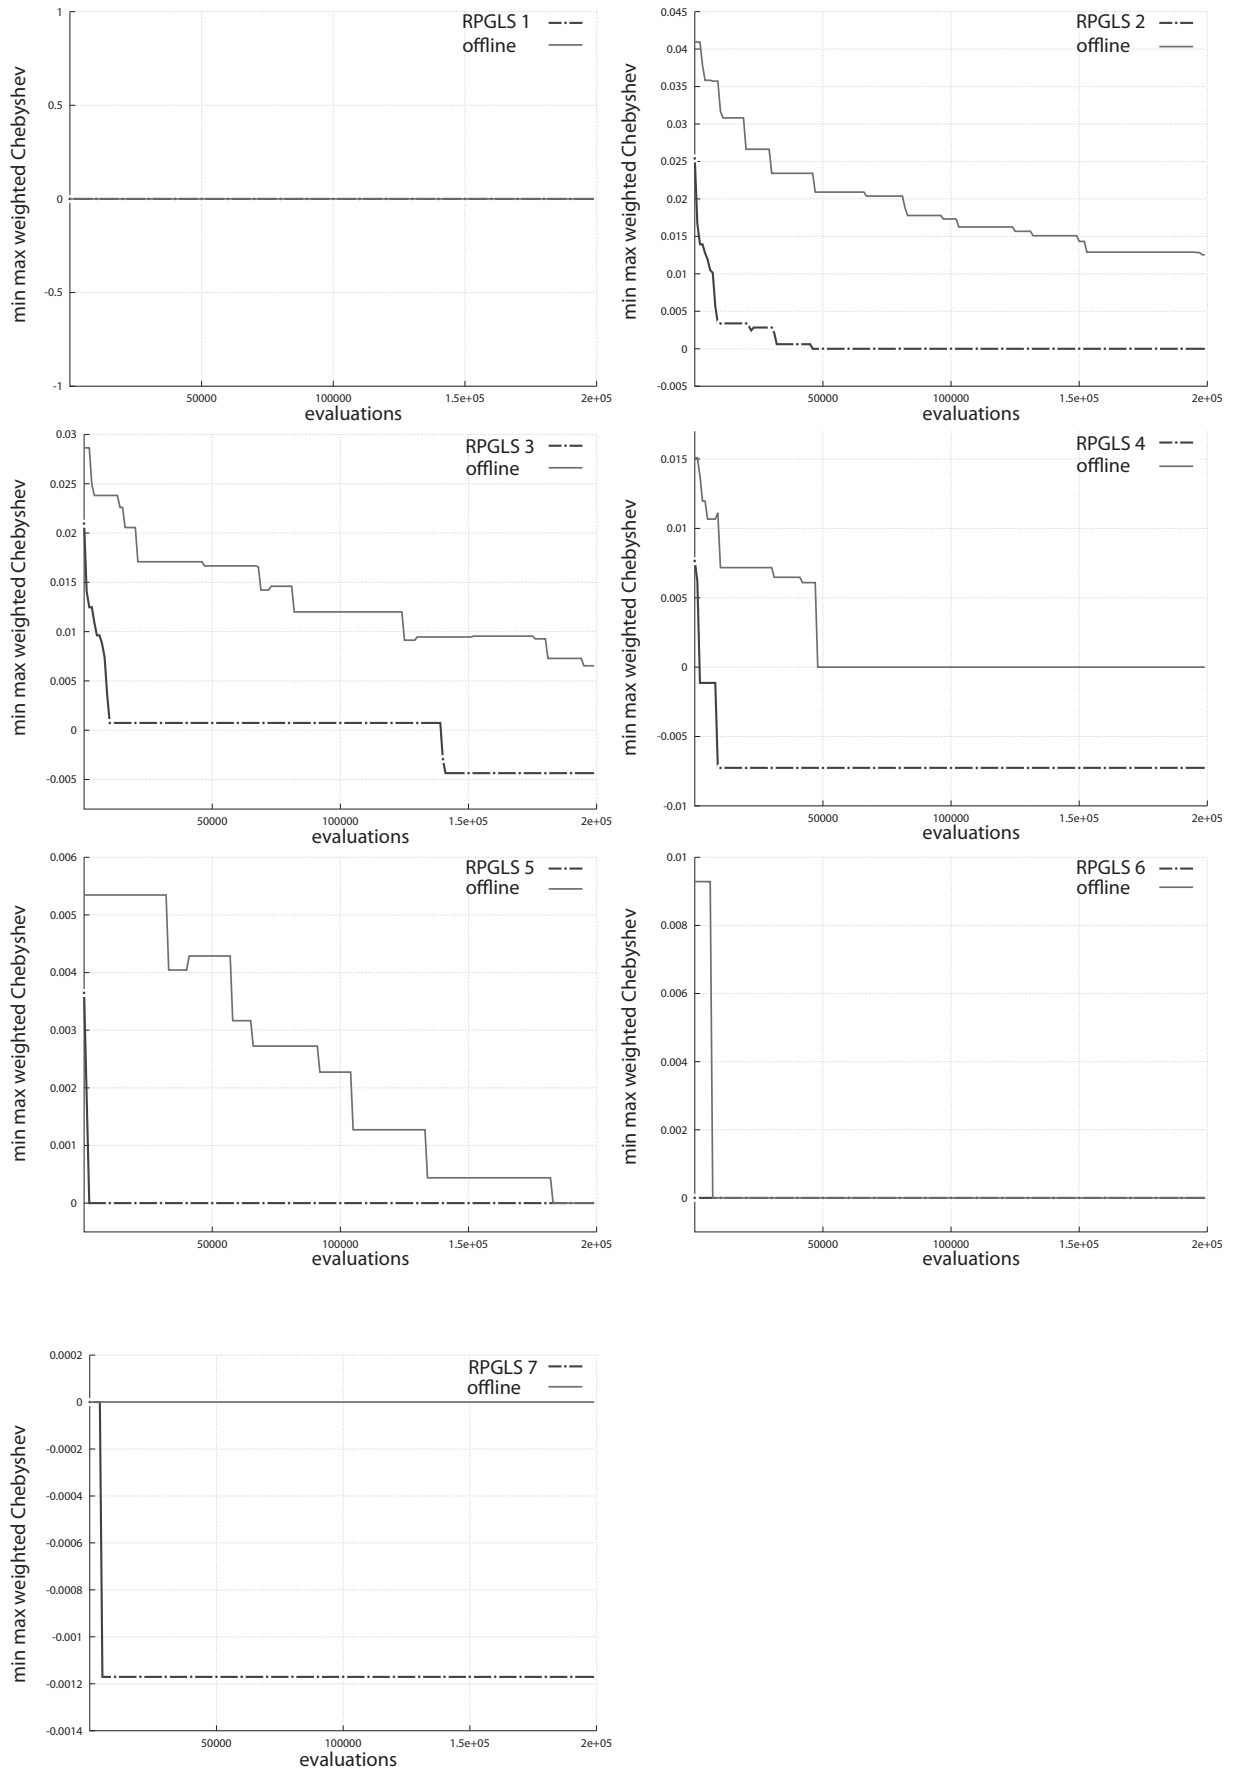 RPGLS 1
offline
min max weighted Chebyshev
1
0.5
0
-0.5
-1
50000
100000
1.5e+05
2e+05
evaluations
RPGLS 2
offline
min max weighted Chebyshev
0.045
0.04
0.035
0.03
0.025
0.02
0.015
0.01
0.005
0
-0.005
50000
100000
1.5e+05
2e+05
evaluations
RPGLS 3
offline
min max weighted Chebyshev
0.03
0.025
0.02
0.015
0.01
0.005
0
-0.005
50000
100000
1.5e+05
2e+05
evaluations
RPGLS 4
offline
min max weighted Chebyshev
0.015
0.01
0.005
0
-0.005
-0.01
50000
100000
1.5e+05
2e+05
evaluations
RPGLS 5
offline
min max weighted Chebyshev
0.006
0.005
0.004
0.003
0.002
0.001
0
50000
100000
1.5e+05
2e+05
evaluations
RPGLS 6
offline
min max weighted Chebyshev
0.01
0.008
0.006
0.004
0.002
0
50000
100000
1.5e+05
2e+05
evaluations
RPGLS 7
offline
min max weighted Chebyshev
0.0002
0
-0.0002
-0.0004
-0.0006
-0.0008
-0.001
-0.0012
-0.0014
50000
100000
1.5e+05
2e+05
evaluations